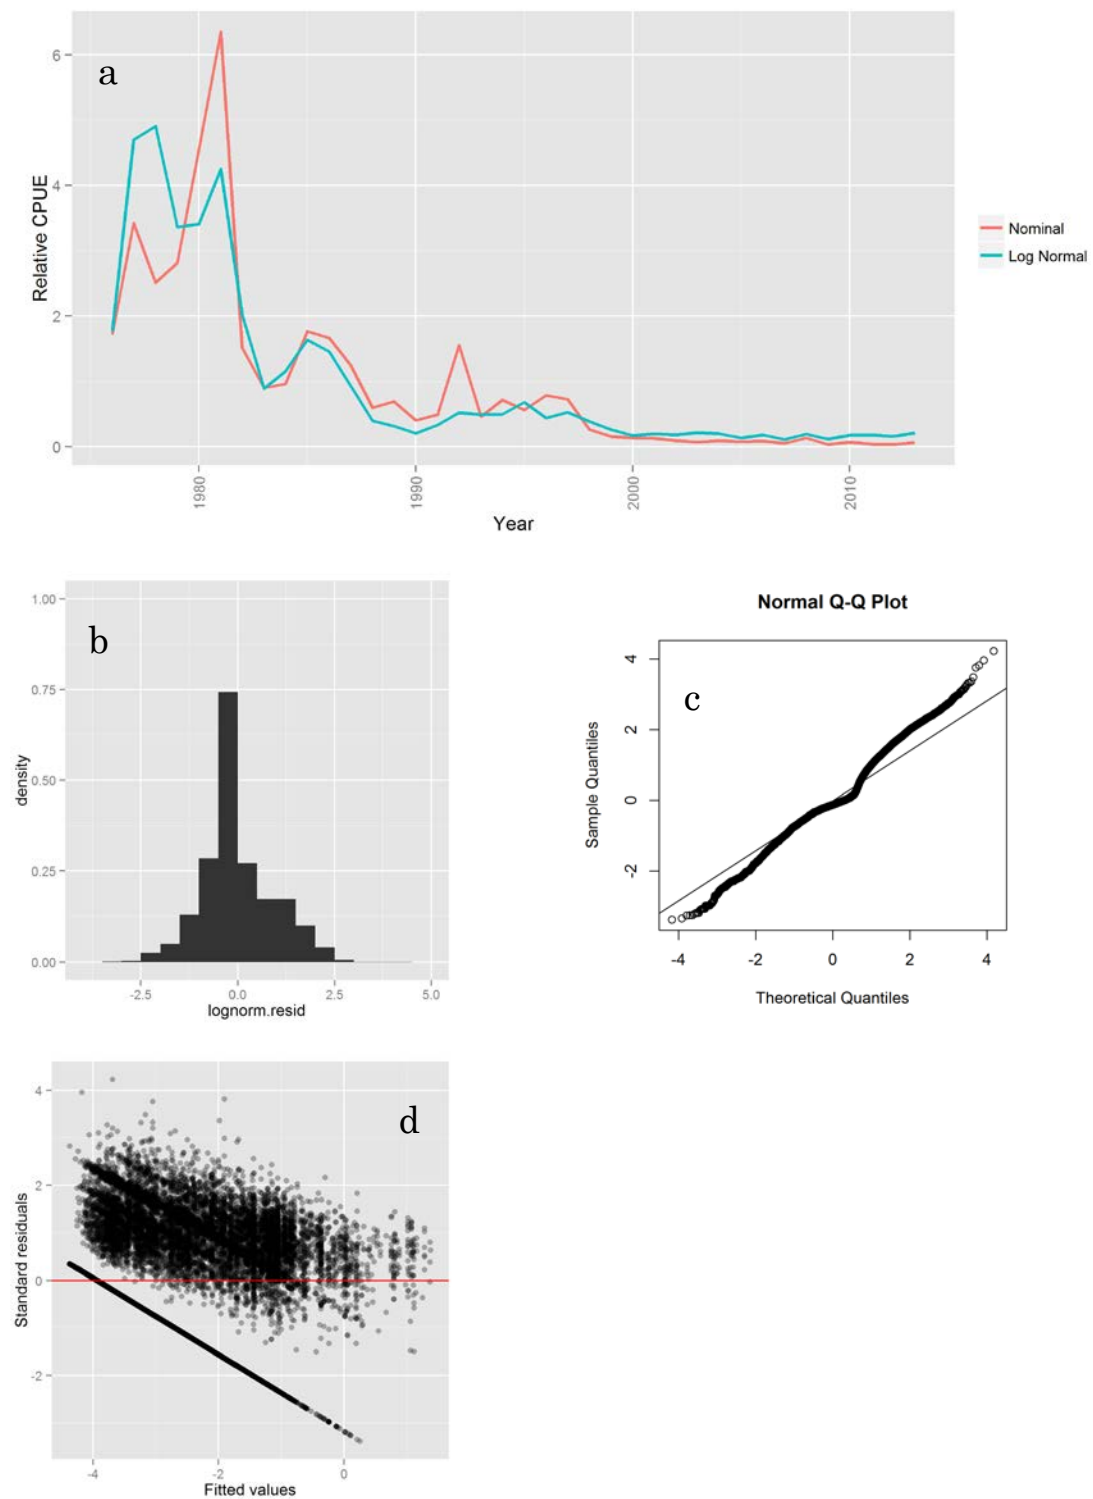 a
6
4
2
0
Relative CPUE
1980
1990
2000
2010
Year
Nominal
Log Normal
b
1.00
0.75
0.50
0.25
0.00
density
-2.5
0.0
2.5
5.0
lognorm.resid
Normal Q-Q Plot
c
4
2
0
-2
Sample Quantiles
-4
-2
0
2
4
Theoretical Quantiles
d
4
2
0
-2
Standard residuals
-4
-2
0
Fitted values